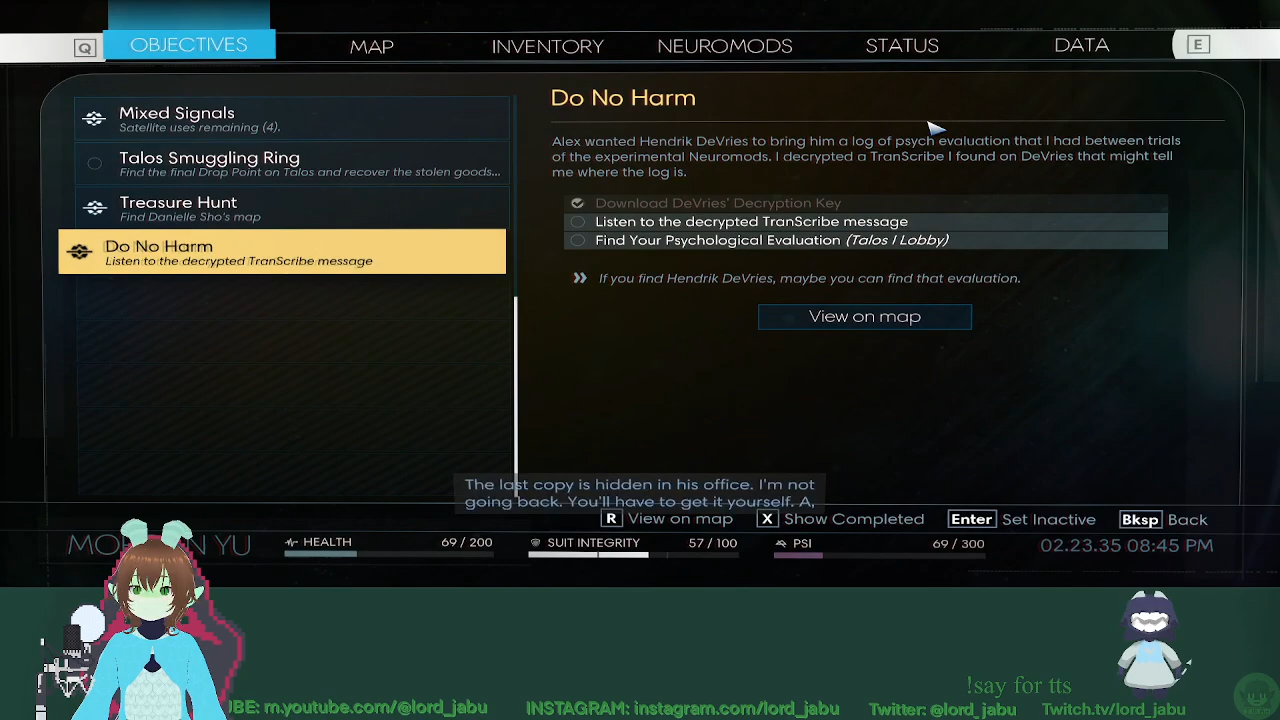 Q OBJECTIVES MAP INVENTORY NEUROMODS STATUS DATA E
Mixed Signals
Satellite uses remaining (4).
Talos Smuggling Ring
Find the final Drop Point on Talos and recover the stolen goods...
Treasure Hunt
Find Danielle Sho's map
Do No Harm
Listen to the decrypted TranScribe message
Do No Harm
Alex wanted Hendrik DeVries to bring him a log of psych evaluation that I had between trials
of the experimental Neuromods. I decrypted a TranScribe I found on DeVries that might tell
me where the log is.
Download DeVries' Decryption Key
Listen to the decrypted TranScribe message
Find Your Psychological Evaluation (Talos I Lobby)
If you find Hendrik DeVries, maybe you can find that evaluation.
View on map
The last copy is hidden in his office. I'm not
going back. You'll have to get it yourself. A,
R View on map X Show Completed Enter Set Inactive Bksp Back
YU HEALTH 69 / 200 SUIT INTEGRITY 57 / 100 PSI 69 / 300 02.23.35 08:45 PM
!say for tts
m.youtube.com/@lord_jabu INSTAGRAM: instagram.com/lord_jabu Twitter: @lord_jabu Twitch.tv/lord_jabu